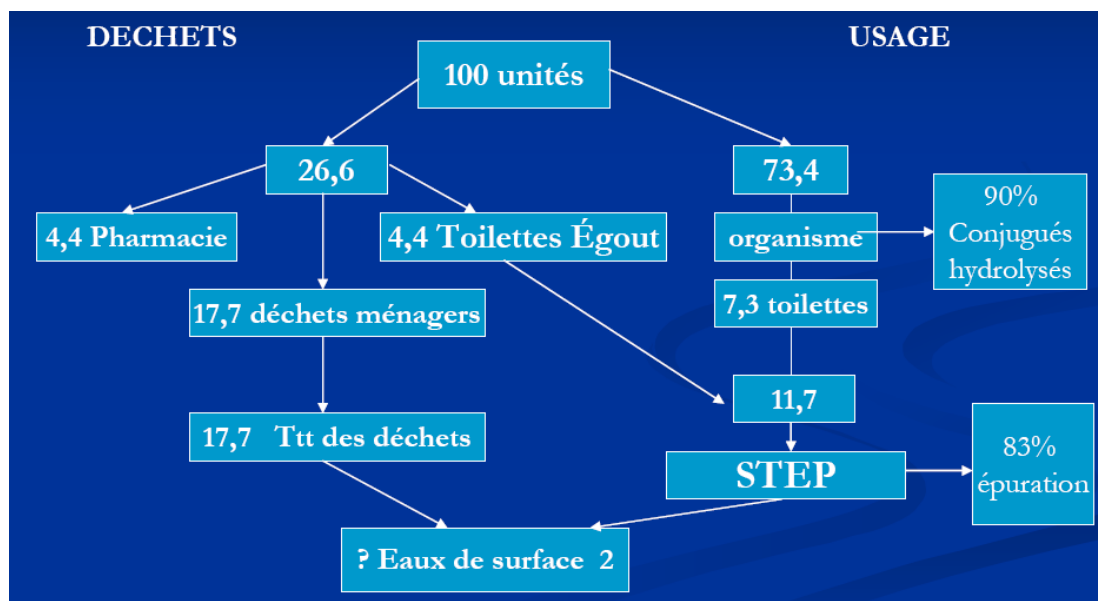 DECHETS
USAGE
100 unités
26,6
73,4
90%
Conjugués
hydrolysés
4,4 Pharmacie
4,4 Toilettes Égout
organisme
17,7 déchets ménagers
7,3 toilettes
11,7
17,7 Ttt des déchets
STEP
83%
épuration
? Eaux de surface 2